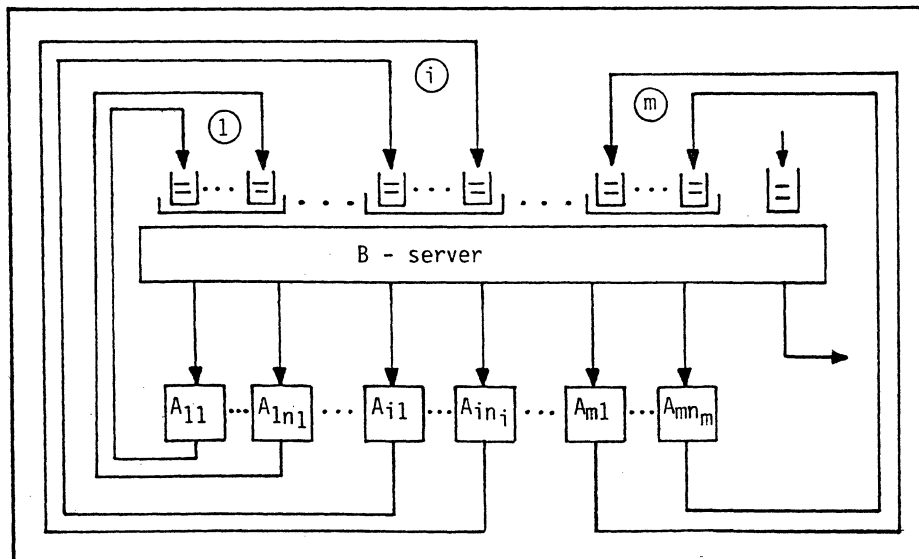 1 i m
... .... ... .... ...
B - server
A₁₁ ... A₁ₙ₁ ... Aᵢ₁ ... Aᵢₙᵢ ... Aₘ₁ ... Aₘₙₘ